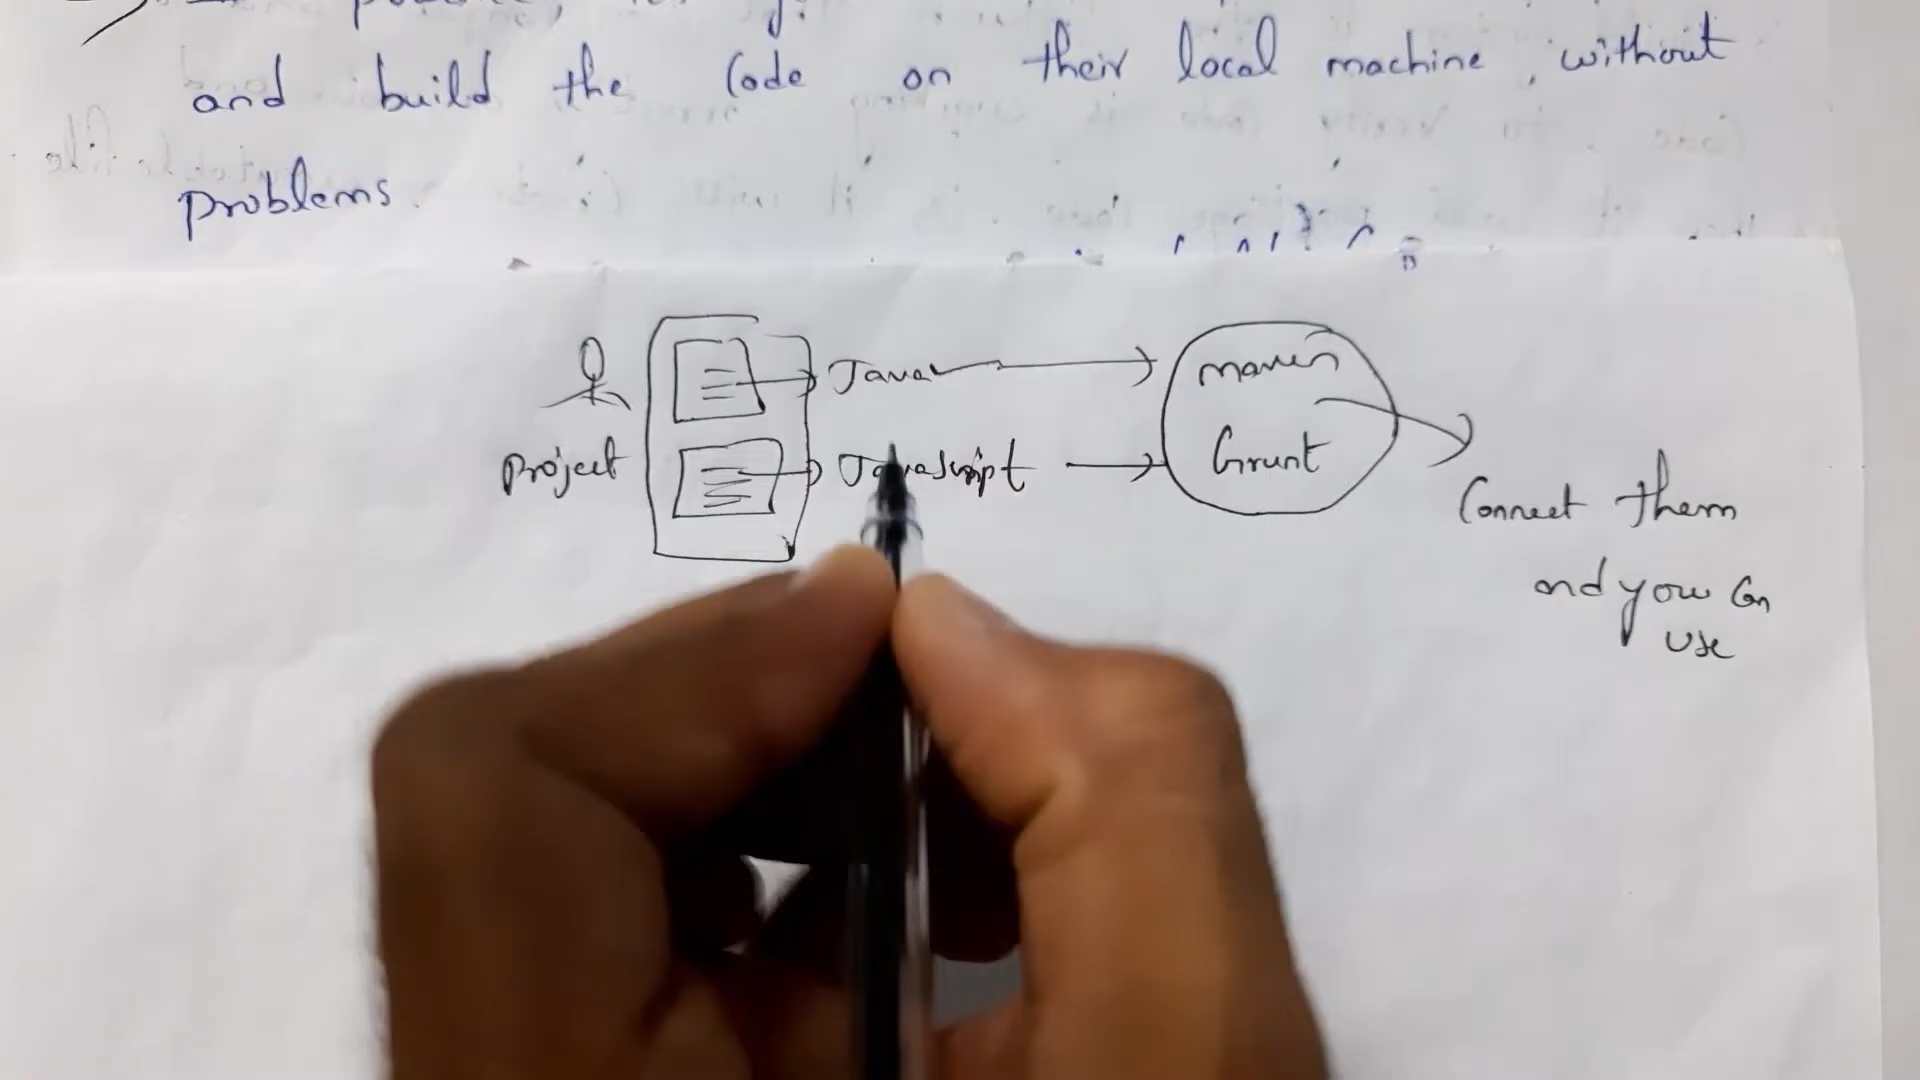 and build the Code on their local machine, without
problems.
Java
maven
Project
Javascript
Grunt
Connect them
and you Can
use